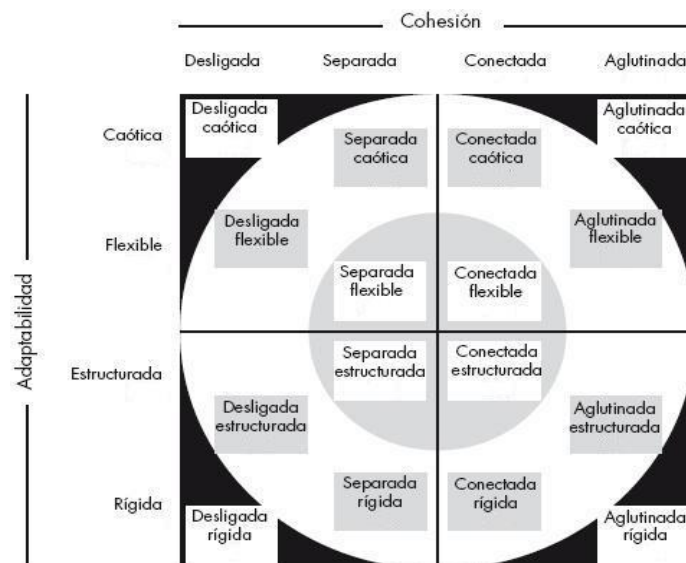 Cohesión
Desligada Separada Conectada Aglutinada
Adaptabilidad
Caótica
Desligada
caótica
Separada
caótica
Conectada
caótica
Aglutinada
caótica
Flexible
Desligada
flexible
Separada
flexible
Conectada
flexible
Aglutinada
flexible
Estructurada
Desligada
estructurada
Separada
estructurada
Conectada
estructurada
Aglutinada
estructurada
Rígida
Desligada
rígida
Separada
rígida
Conectada
rígida
Aglutinada
rígida